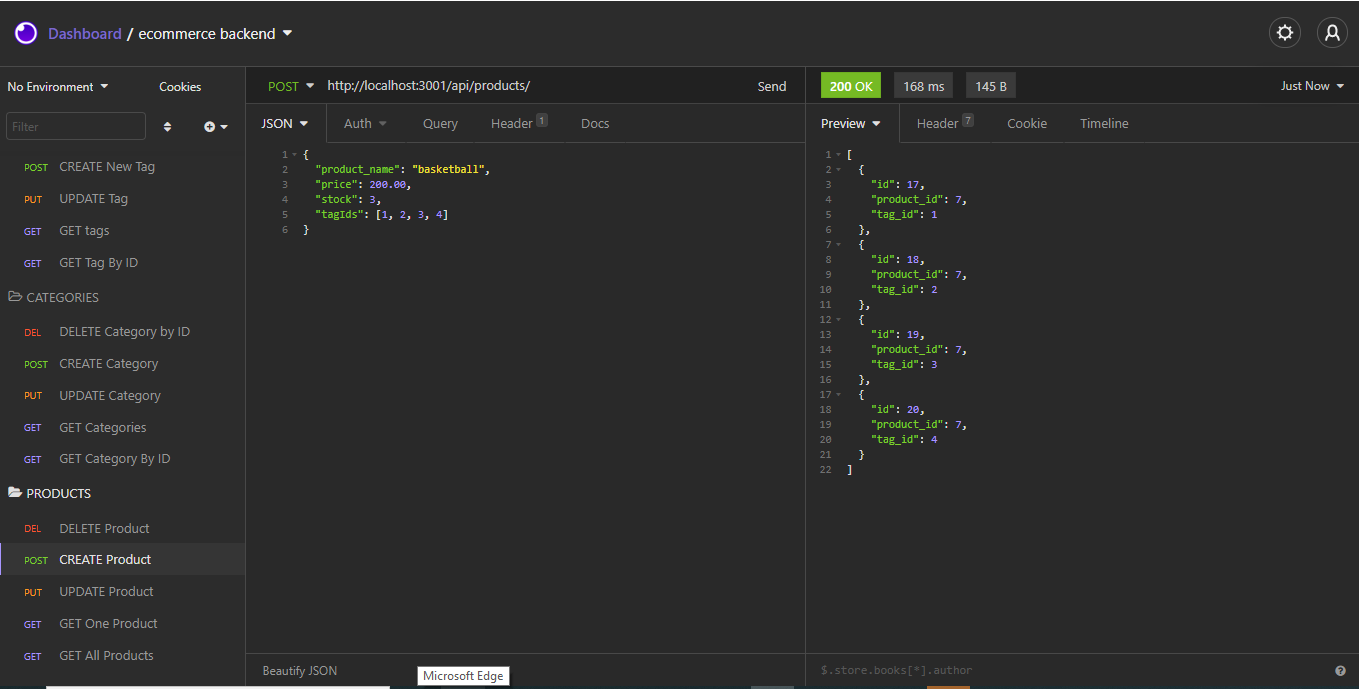 Dashboard / ecommerce backend
No Environment
Cookies
Filter
POST CREATE New Tag
PUT UPDATE Tag
GET GET tags
GET GET Tag By ID
CATEGORIES
DEL DELETE Category by ID
POST CREATE Category
PUT UPDATE Category
GET GET Categories
GET GET Category By ID
PRODUCTS
DEL DELETE Product
POST CREATE Product
PUT UPDATE Product
GET GET One Product
GET GET All Products
POST http://localhost:3001/api/products/ Send
JSON Auth Query Header 1 Docs
1 {
2 "product_name": "basketball",
3 "price": 200.00,
4 "stock": 3,
5 "tagIds": [1, 2, 3, 4]
6 }
Beautify JSON
Microsoft Edge
200 OK 168 ms 145 B Just Now
Preview Header 7 Cookie Timeline
1 [
2 {
3 "id": 17,
4 "product_id": 7,
5 "tag_id": 1
6 },
7 {
8 "id": 18,
9 "product_id": 7,
10 "tag_id": 2
11 },
12 {
13 "id": 19,
14 "product_id": 7,
15 "tag_id": 3
16 },
17 {
18 "id": 20,
19 "product_id": 7,
20 "tag_id": 4
21 }
22 ]
$.store.books[*].author
?